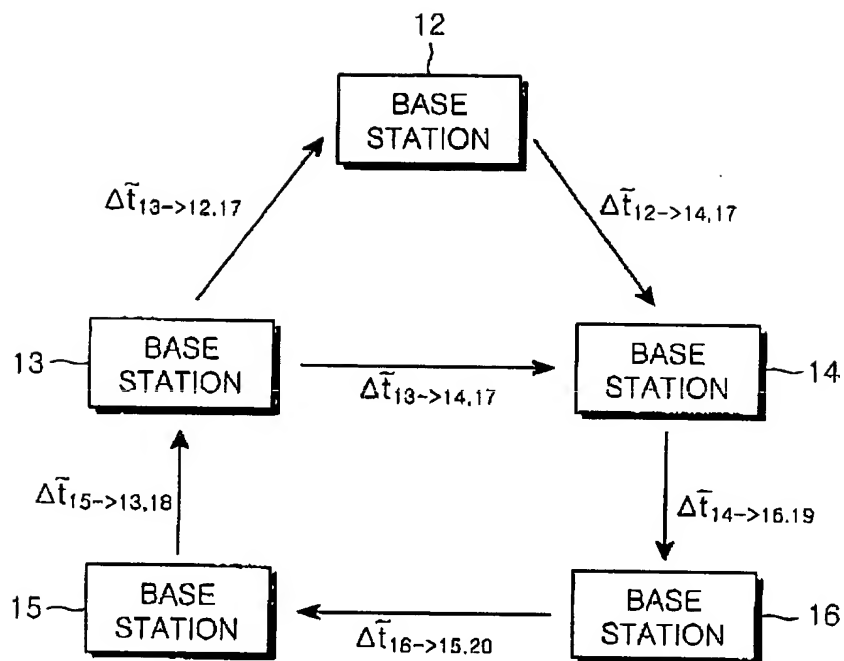 12
BASE
STATION
Δt̃13->12,17
Δt̃12->14,17
13
BASE
STATION
Δt̃13->14,17
BASE
STATION
14
Δt̃15->13,18
Δt̃14->16,19
15
BASE
STATION
Δt̃16->15,20
BASE
STATION
16